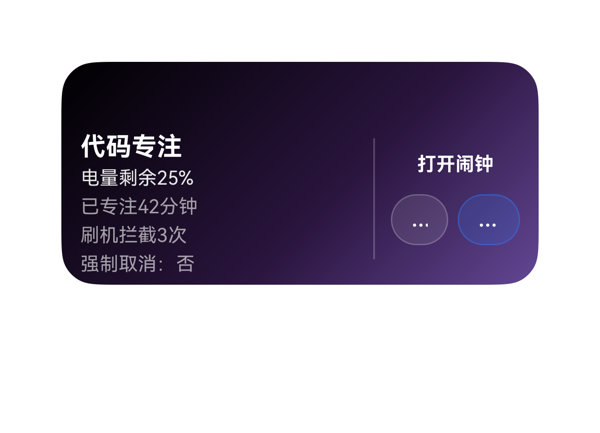 代码专注
电量剩余25%
已专注42分钟
刷机拦截3次
强制取消：否
打开闹钟
... ...